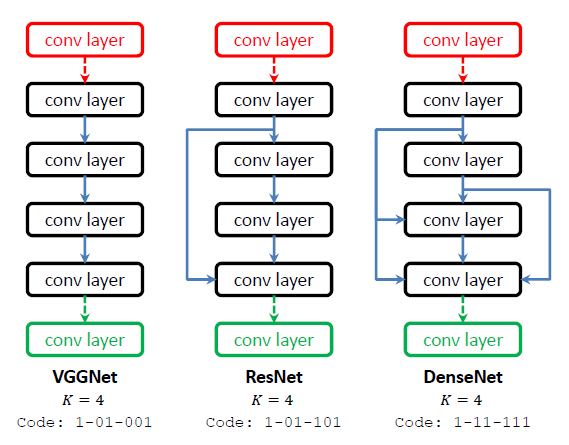 conv layer conv layer conv layer
conv layer conv layer conv layer
conv layer conv layer conv layer
conv layer conv layer conv layer
conv layer conv layer conv layer
conv layer conv layer conv layer
VGGNet ResNet DenseNet
K = 4 K = 4 K = 4
Code: 1-01-001 Code: 1-01-101 Code: 1-11-111